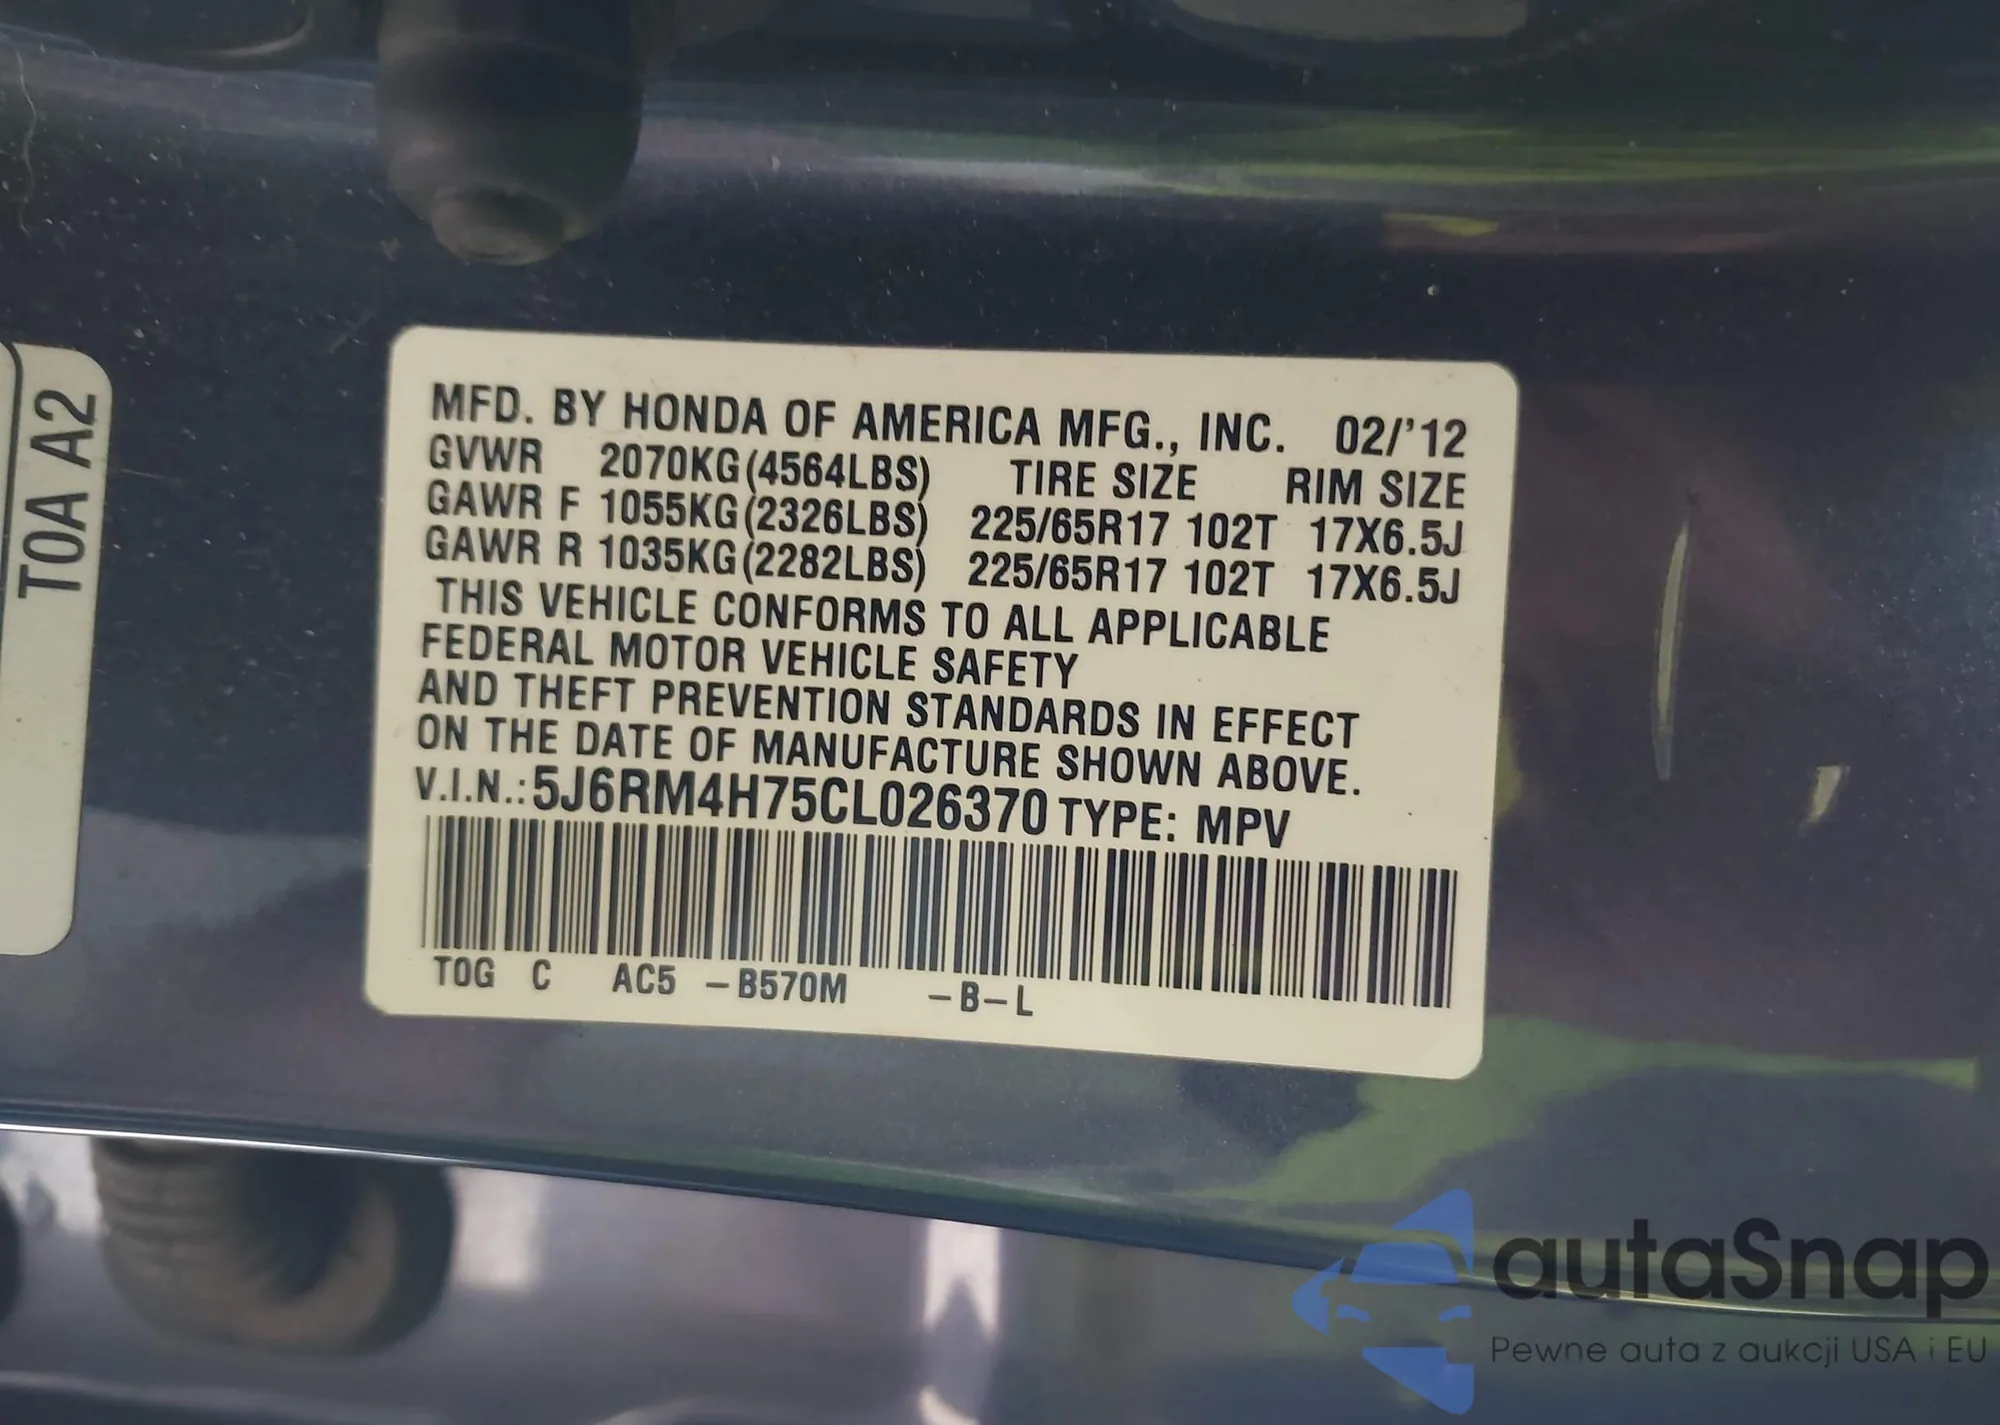 MFD. BY HONDA OF AMERICA MFG., INC. 02/'12
GVWR 2070KG(4564LBS) TIRE SIZE RIM SIZE
GAWR F 1055KG(2326LBS) 225/65R17 102T 17X6.5J
GAWR R 1035KG(2282LBS) 225/65R17 102T 17X6.5J
THIS VEHICLE CONFORMS TO ALL APPLICABLE
FEDERAL MOTOR VEHICLE SAFETY
AND THEFT PREVENTION STANDARDS IN EFFECT
ON THE DATE OF MANUFACTURE SHOWN ABOVE.
V.I.N.:5J6RM4H75CL026370 TYPE: MPV
T0G C AC5 -B570M -B-L
T0A A2
autaSnap
Pewne auta z aukcji USA i EU